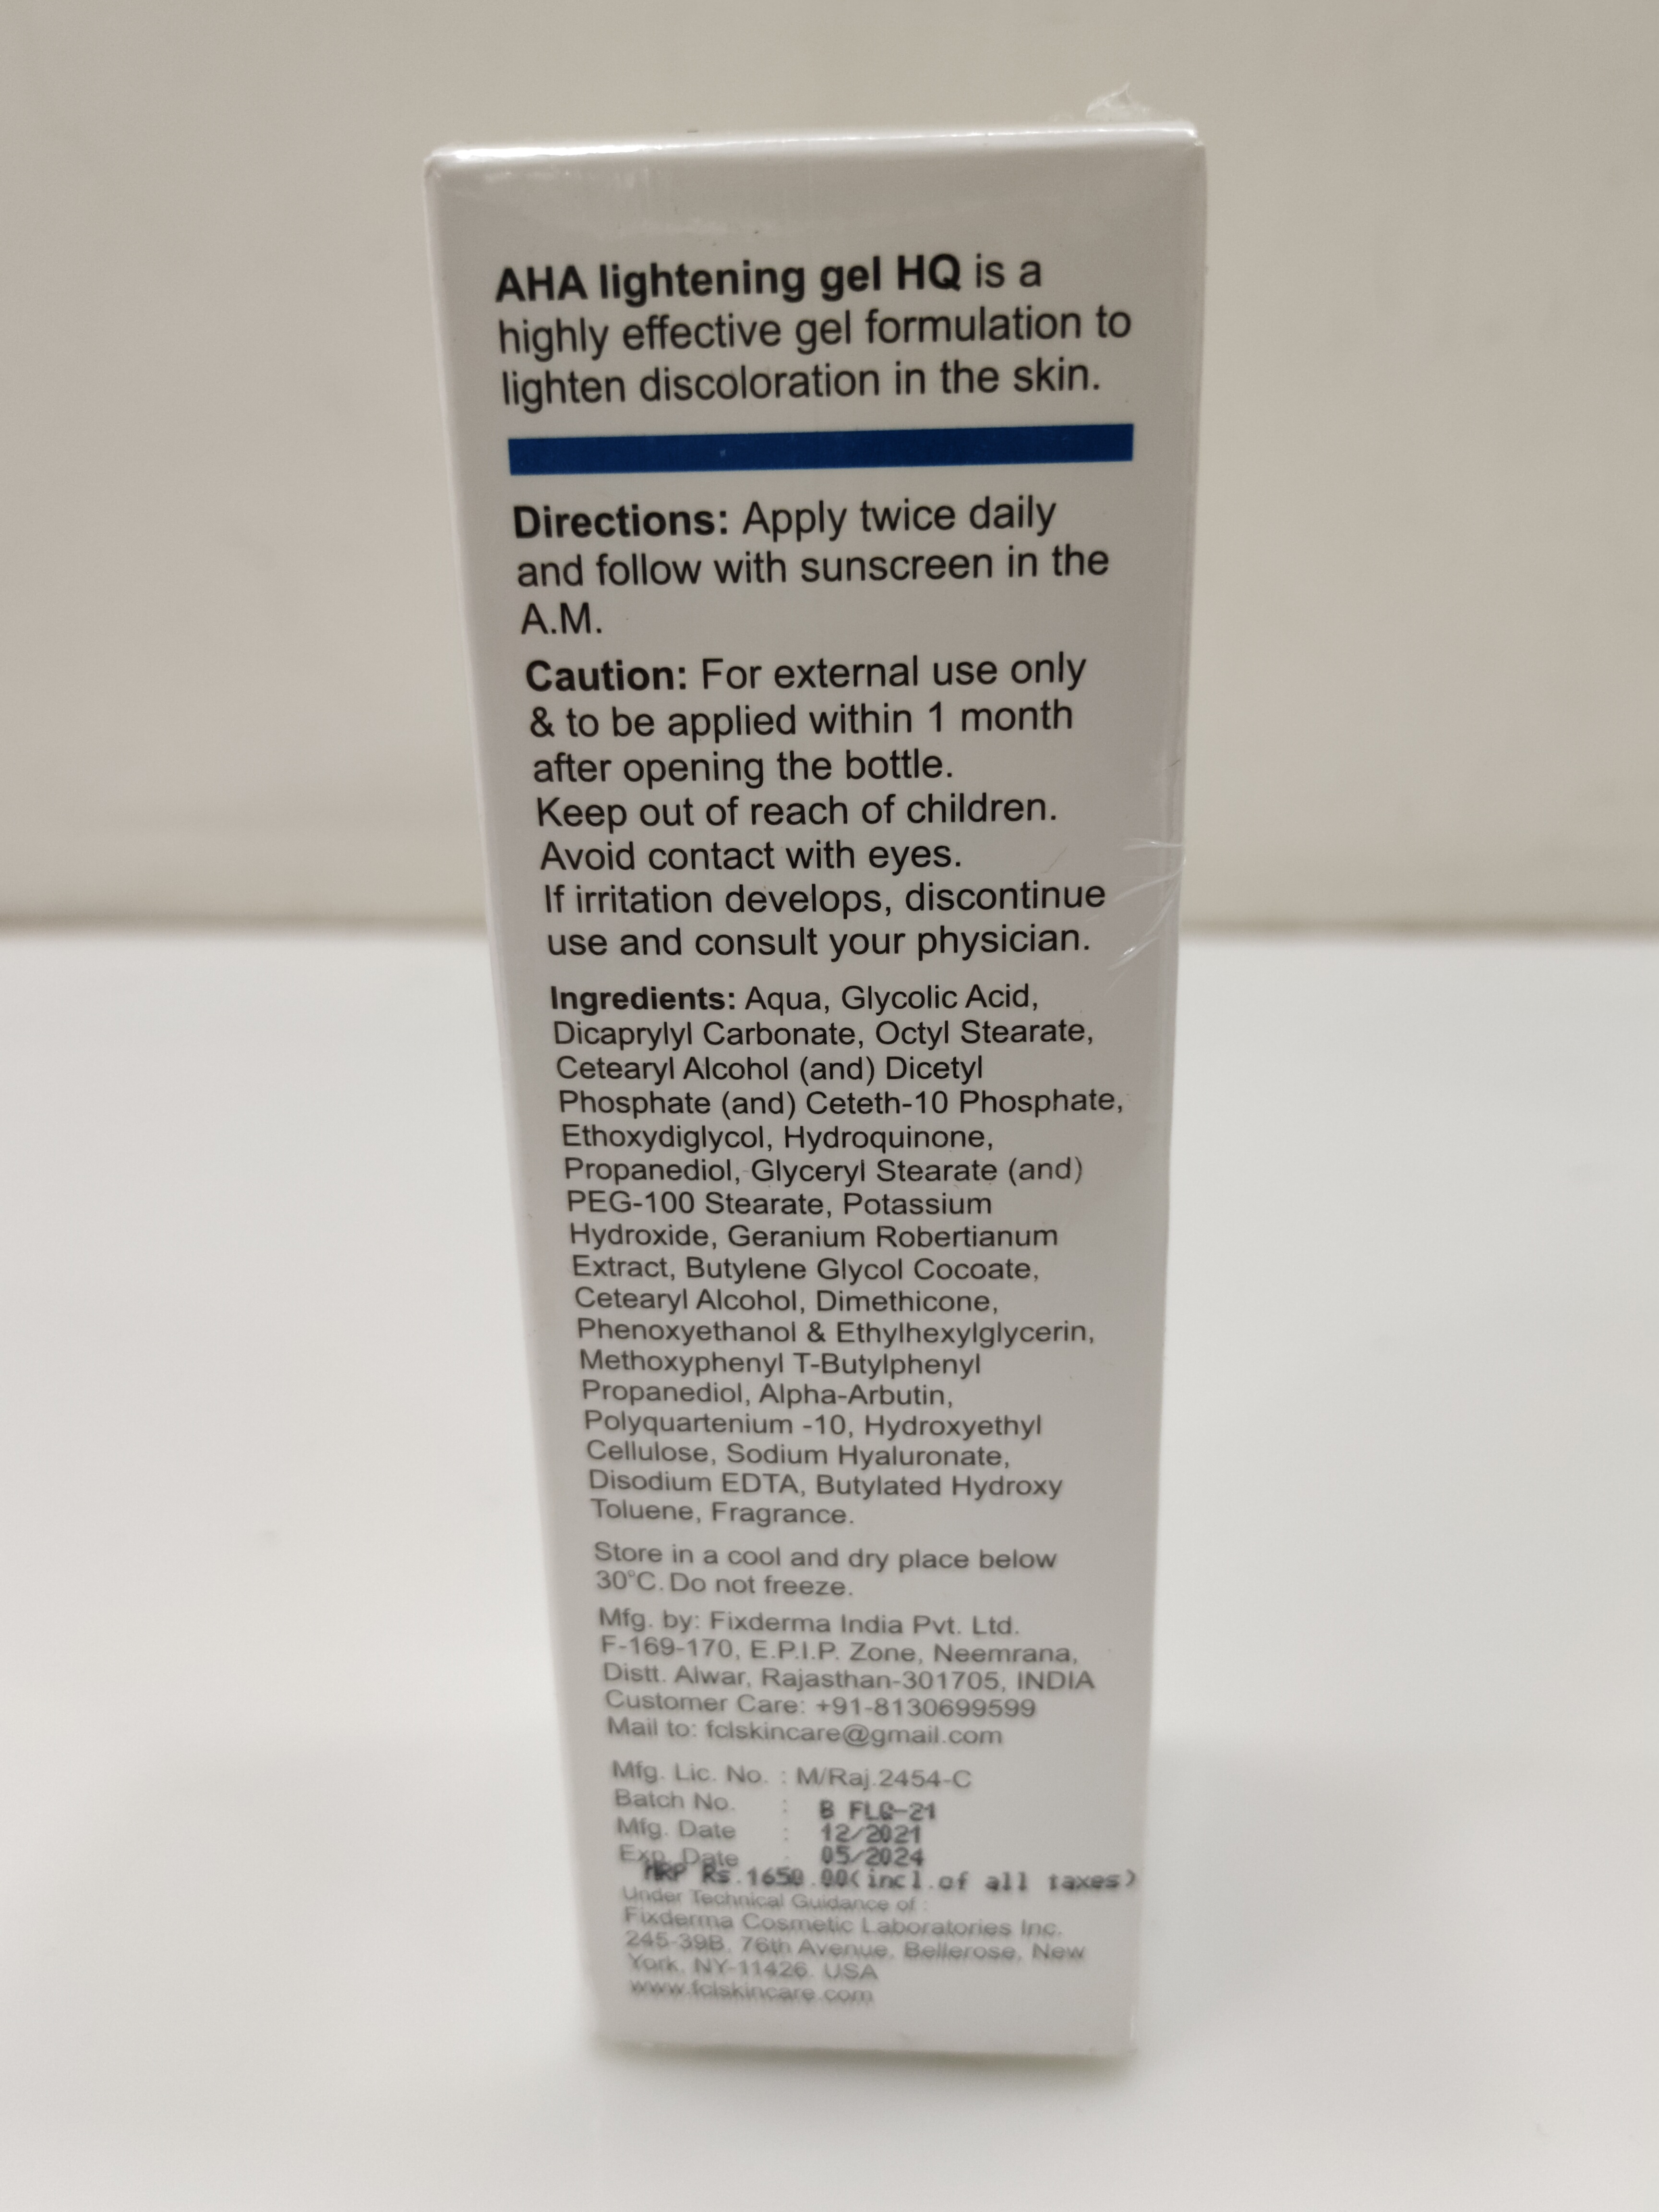 AHA lightening gel HQ is a
highly effective gel formulation to
lighten discoloration in the skin.
Directions: Apply twice daily
and follow with sunscreen in the
A.M.
Caution: For external use only
& to be applied within 1 month
after opening the bottle.
Keep out of reach of children.
Avoid contact with eyes.
If irritation develops, discontinue
use and consult your physician.
Ingredients: Aqua, Glycolic Acid,
Dicaprylyl Carbonate, Octyl Stearate,
Cetearyl Alcohol (and) Dicetyl
Phosphate (and) Ceteth-10 Phosphate,
Ethoxydiglycol, Hydroquinone,
Propanediol, Glyceryl Stearate (and)
PEG-100 Stearate, Potassium
Hydroxide, Geranium Robertianum
Extract, Butylene Glycol Cocoate,
Cetearyl Alcohol, Dimethicone,
Phenoxyethanol & Ethylhexylglycerin,
Methoxyphenyl T-Butylphenyl
Propanediol, Alpha-Arbutin,
Polyquartenium -10, Hydroxyethyl
Cellulose, Sodium Hyaluronate,
Disodium EDTA, Butylated Hydroxy
Toluene, Fragrance.
Store in a cool and dry place below
30°C. Do not freeze.
Mfg. by: Fixderma India Pvt. Ltd.
F-169-170, E.P.I.P. Zone, Neemrana,
Distt. Alwar, Rajasthan-301705, INDIA
Customer Care: +91-8130699599
Mail to: fclskincare@gmail.com
Mfg. Lic. No. : M/Raj.2454-C
Batch No. : B FLQ-21
Mfg. Date : 12/2021
Exp. Date : 05/2024
MRP Rs.1650.00(incl.of all taxes)
Under Technical Guidance of :
Fixderma Cosmetic Laboratories Inc.
245-39B, 76th Avenue, Bellerose, New
York, NY-11426. USA
www.fclskincare.com